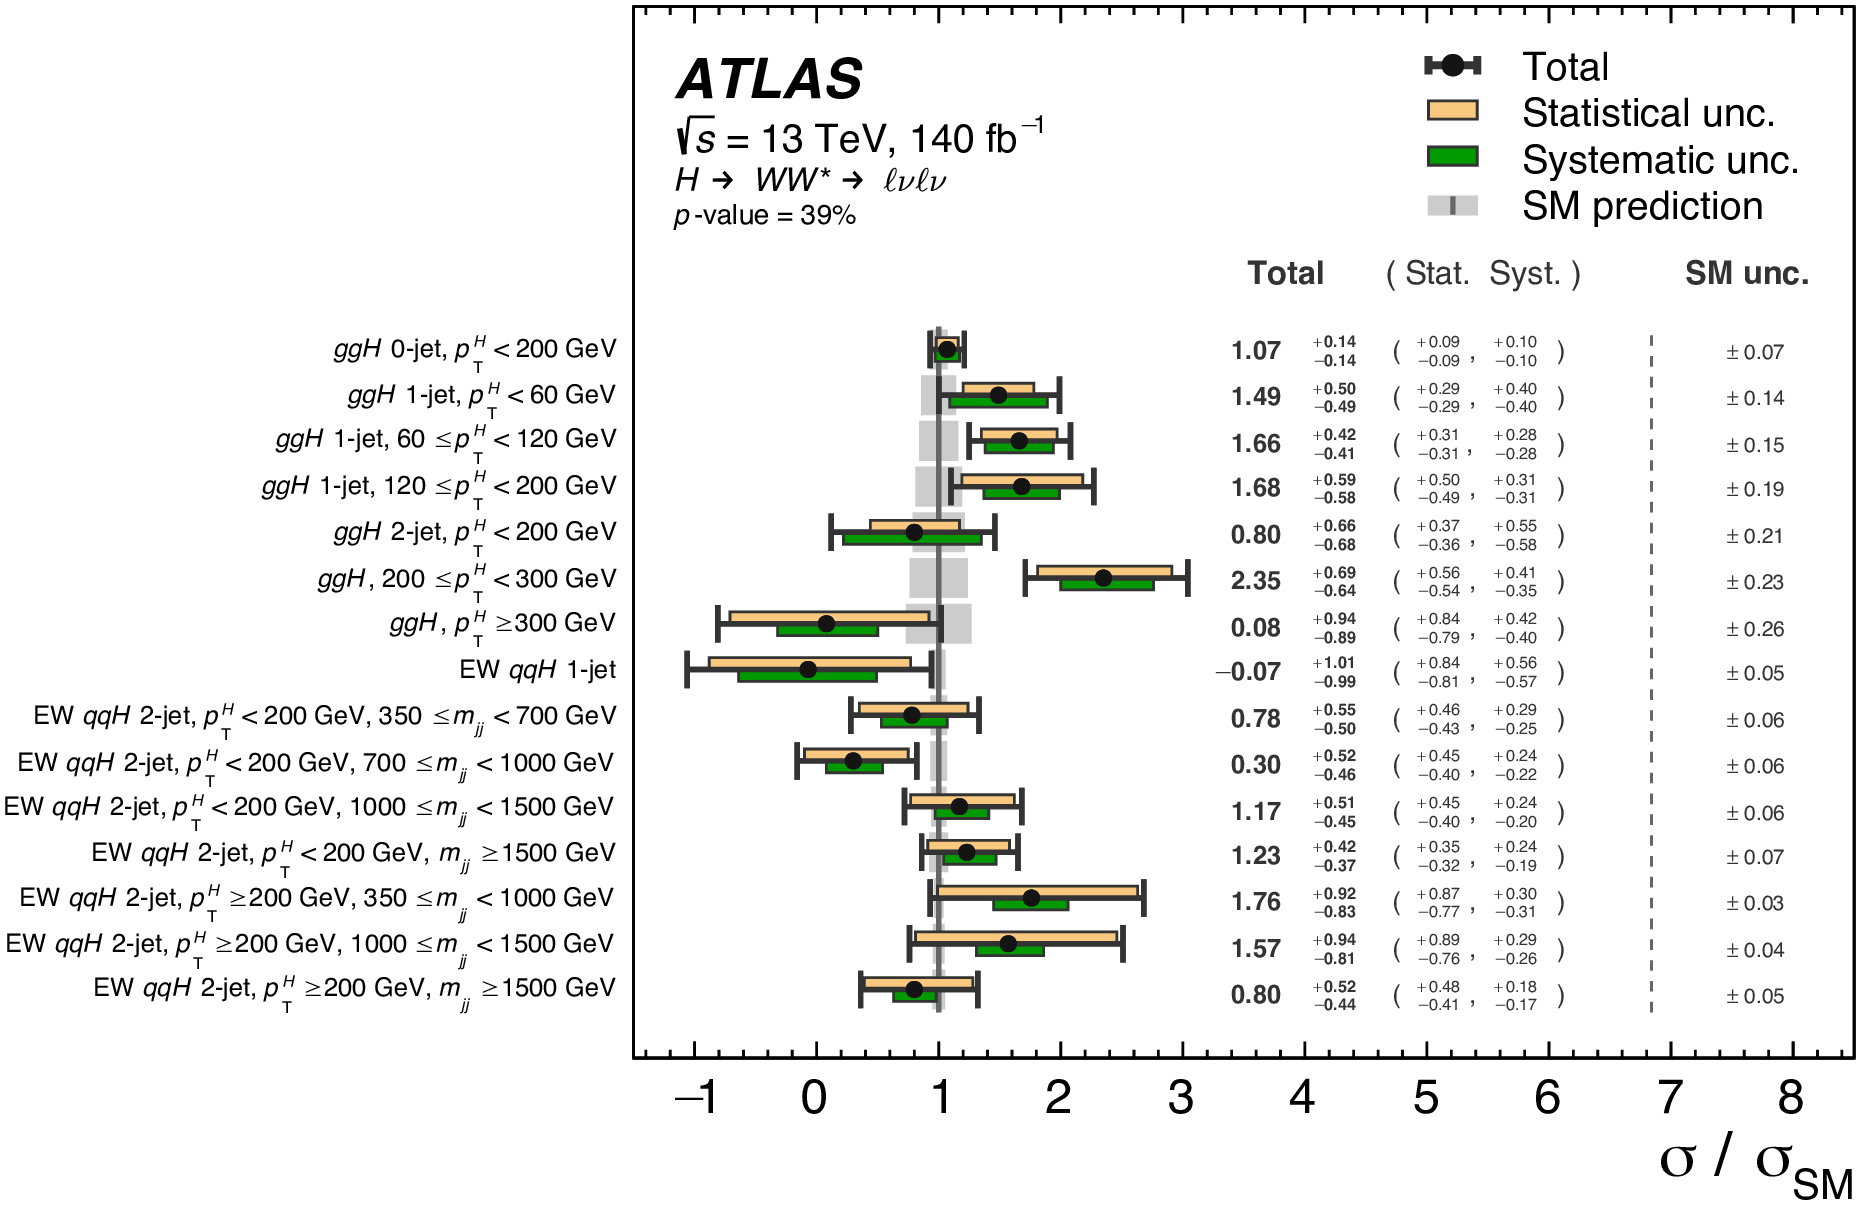 ATLAS
√s = 13 TeV, 140 fb⁻¹
H → WW* → ℓνℓν
p-value = 39%
Total
Statistical unc.
Systematic unc.
SM prediction
Total ( Stat. Syst. ) SM unc.
ggH 0-jet, p_T^H < 200 GeV 1.07 +0.14 −0.14 ( +0.09 −0.09 , +0.10 −0.10 ) ± 0.07
ggH 1-jet, p_T^H < 60 GeV 1.49 +0.50 −0.49 ( +0.29 −0.29 , +0.40 −0.40 ) ± 0.14
ggH 1-jet, 60 ≤ p_T^H < 120 GeV 1.66 +0.42 −0.41 ( +0.31 −0.31 , +0.28 −0.28 ) ± 0.15
ggH 1-jet, 120 ≤ p_T^H < 200 GeV 1.68 +0.59 −0.58 ( +0.50 −0.49 , +0.31 −0.31 ) ± 0.19
ggH 2-jet, p_T^H < 200 GeV 0.80 +0.66 −0.68 ( +0.37 −0.36 , +0.55 −0.58 ) ± 0.21
ggH, 200 ≤ p_T^H < 300 GeV 2.35 +0.69 −0.64 ( +0.56 −0.54 , +0.41 −0.35 ) ± 0.23
ggH, p_T^H ≥ 300 GeV 0.08 +0.94 −0.89 ( +0.84 −0.79 , +0.42 −0.40 ) ± 0.26
EW qqH 1-jet −0.07 +1.01 −0.99 ( +0.84 −0.81 , +0.56 −0.57 ) ± 0.05
EW qqH 2-jet, p_T^H < 200 GeV, 350 ≤ m_jj < 700 GeV 0.78 +0.55 −0.50 ( +0.46 −0.43 , +0.29 −0.25 ) ± 0.06
EW qqH 2-jet, p_T^H < 200 GeV, 700 ≤ m_jj < 1000 GeV 0.30 +0.52 −0.46 ( +0.45 −0.40 , +0.24 −0.22 ) ± 0.06
EW qqH 2-jet, p_T^H < 200 GeV, 1000 ≤ m_jj < 1500 GeV 1.17 +0.51 −0.45 ( +0.45 −0.40 , +0.24 −0.20 ) ± 0.06
EW qqH 2-jet, p_T^H < 200 GeV, m_jj ≥ 1500 GeV 1.23 +0.42 −0.37 ( +0.35 −0.32 , +0.24 −0.19 ) ± 0.07
EW qqH 2-jet, p_T^H ≥ 200 GeV, 350 ≤ m_jj < 1000 GeV 1.76 +0.92 −0.83 ( +0.87 −0.77 , +0.30 −0.31 ) ± 0.03
EW qqH 2-jet, p_T^H ≥ 200 GeV, 1000 ≤ m_jj < 1500 GeV 1.57 +0.94 −0.81 ( +0.89 −0.76 , +0.29 −0.26 ) ± 0.04
EW qqH 2-jet, p_T^H ≥ 200 GeV, m_jj ≥ 1500 GeV 0.80 +0.52 −0.44 ( +0.48 −0.41 , +0.18 −0.17 ) ± 0.05
−1 0 1 2 3 4 5 6 7 8
σ / σ_SM